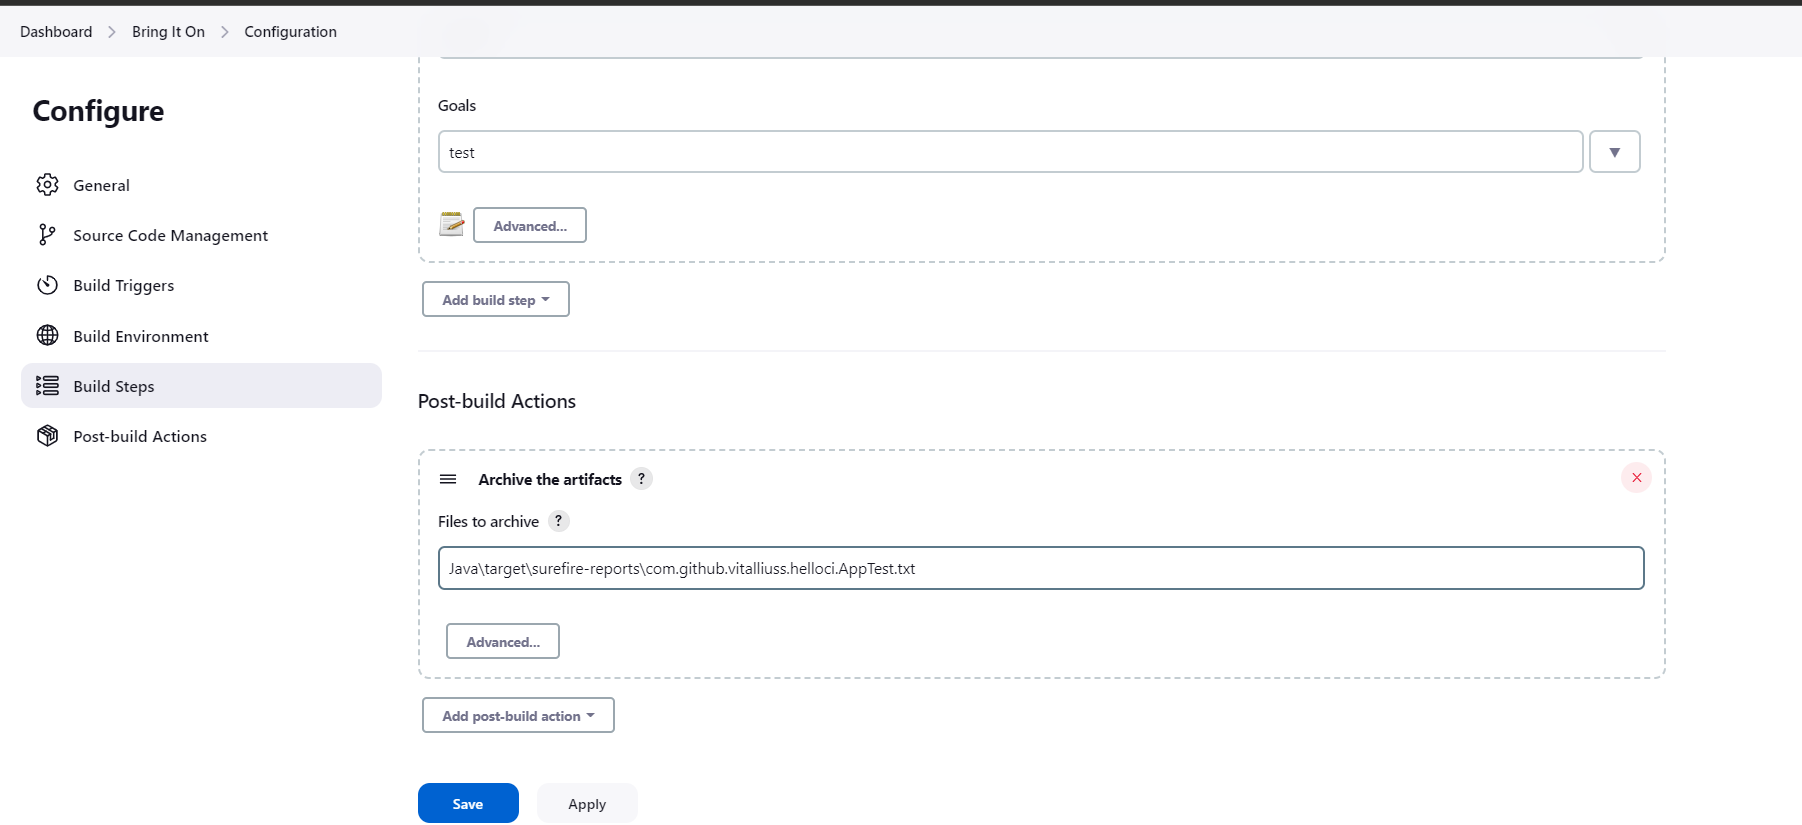 Dashboard > Bring It On > Configuration
Configure
General
Source Code Management
Build Triggers
Build Environment
Build Steps
Post-build Actions
Goals
test
Advanced...
Add build step
Post-build Actions
Archive the artifacts ?
Files to archive ?
Java\target\surefire-reports\com.github.vitalliuss.helloci.AppTest.txt
Advanced...
Add post-build action
Save Apply